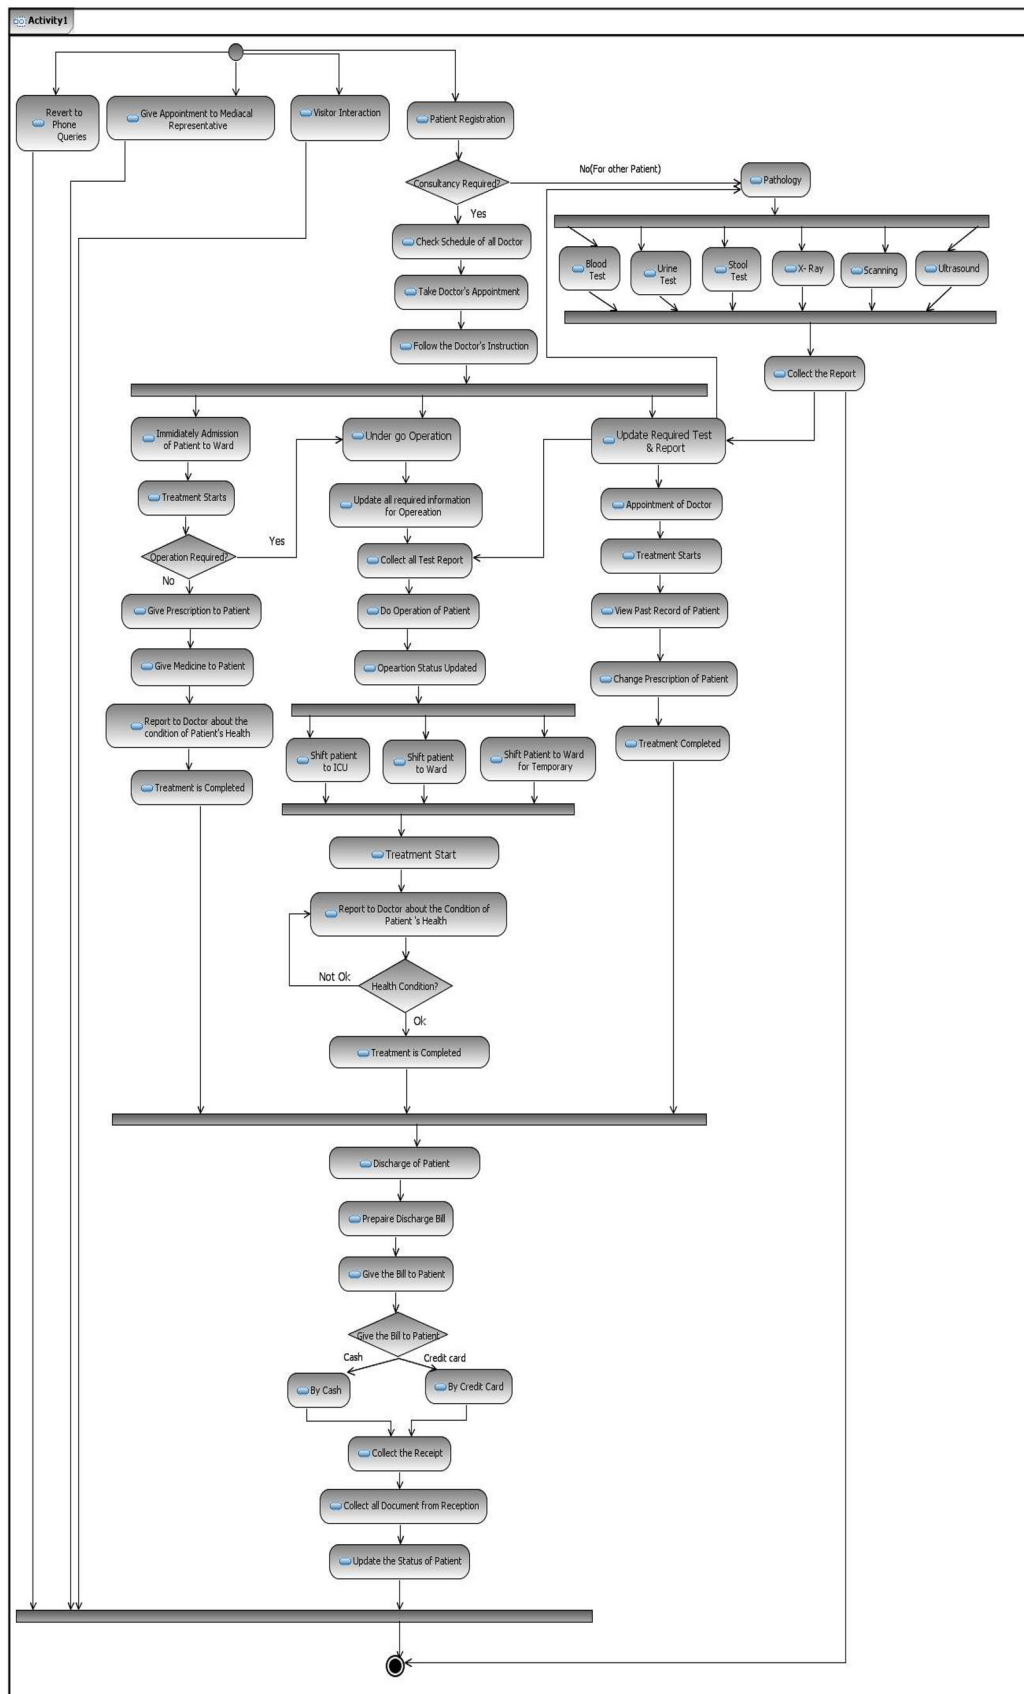 Activity1
Revert to
Phone
Queries
Give Appointment to Mediacal
Representative
Visitor Interaction
Patient Registration
No(For other Patient)
Consultancy Required?
Pathology
Yes
Check Schedule of all Doctor
Blood
Test
Urine
Test
Stool
Test
X- Ray
Scanning
Ultrasound
Take Doctor's Appointment
Follow the Doctor's Instruction
Collect the Report
Immidiately Admission
of Patient to Ward
Under go Operation
Update Required Test
& Report
Treatment Starts
Update all required information
for Opereation
Appointment of Doctor
Operation Required?
Yes
No
Collect all Test Report
Treatment Starts
Give Prescription to Patient
Do Operation of Patient
View Past Record of Patient
Give Medicine to Patient
Opeartion Status Updated
Change Prescription of Patient
Report to Doctor about the
condition of Patient's Health
Shift patient
to ICU
Shift patient
to Ward
Shift Patient to Ward
for Temporary
Treatment Completed
Treatment is Completed
Treatment Start
Report to Doctor about the Condition of
Patient 's Health
Not Ok
Health Condition?
Ok
Treatment is Completed
Discharge of Patient
Prepaire Discharge Bill
Give the Bill to Patient
Give the Bill to Patient
Cash
Credit card
By Cash
By Credit Card
Collect the Receipt
Collect all Document from Reception
Update the Status of Patient